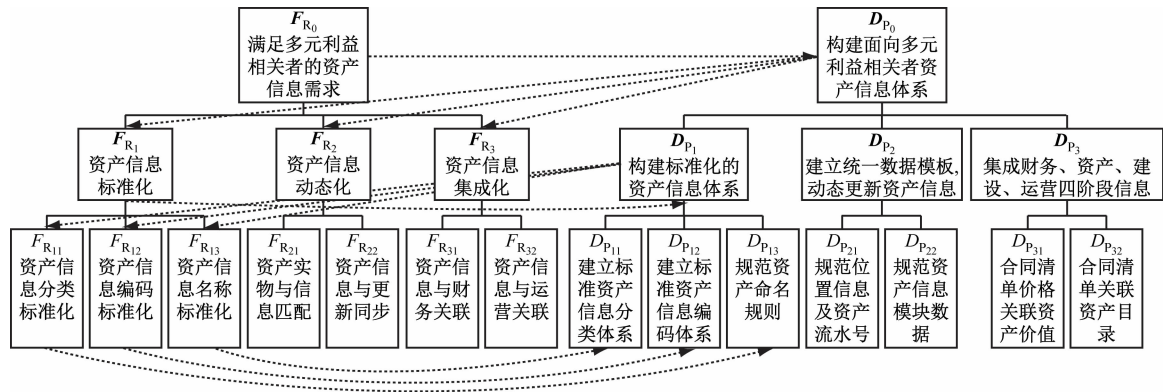 F_R0
满足多元利益
相关者的资产
信息需求
D_P0
构建面向多元
利益相关者资
产信息体系
F_R1
资产信息
标准化
F_R2
资产信息
动态化
F_R3
资产信息
集成化
D_P1
构建标准化的
资产信息体系
D_P2
建立统一数据模板,
动态更新资产信息
D_P3
集成财务、资产、建
设、运营四阶段信息
F_R11
资产信
息分类
标准化
F_R12
资产信
息编码
标准化
F_R13
资产信
息名称
标准化
F_R21
资产实
物与信
息匹配
F_R22
资产信
息与更
新同步
F_R31
资产信
息与财
务关联
F_R32
资产信
息与运
营关联
D_P11
建立标
准资产
信息分
类体系
D_P12
建立标
准资产
信息编
码体系
D_P13
规范资
产命名
规则
D_P21
规范位
置信息
及资产
流水号
D_P22
规范资
产信息
模块数
据
D_P31
合同清
单价格
关联资
产价值
D_P32
合同清
单关联
资产目
录